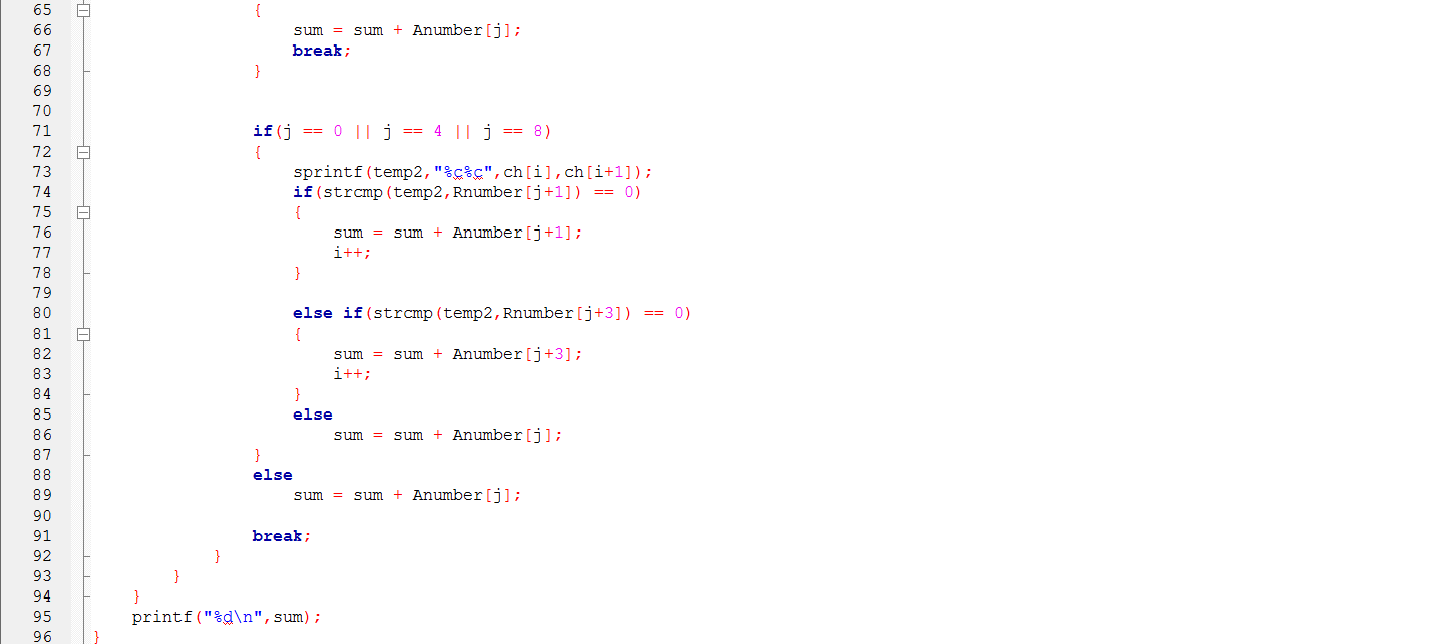 65 {
66 sum = sum + Anumber[j];
67 break;
68 }
69
70
71 if(j == 0 || j == 4 || j == 8)
72 {
73 sprintf(temp2,"%c%c",ch[i],ch[i+1]);
74 if(strcmp(temp2,Rnumber[j+1]) == 0)
75 {
76 sum = sum + Anumber[j+1];
77 i++;
78 }
79
80 else if(strcmp(temp2,Rnumber[j+3]) == 0)
81 {
82 sum = sum + Anumber[j+3];
83 i++;
84 }
85 else
86 sum = sum + Anumber[j];
87 }
88 else
89 sum = sum + Anumber[j];
90
91 break;
92 }
93 }
94 }
95 printf("%d\n",sum);
96 }